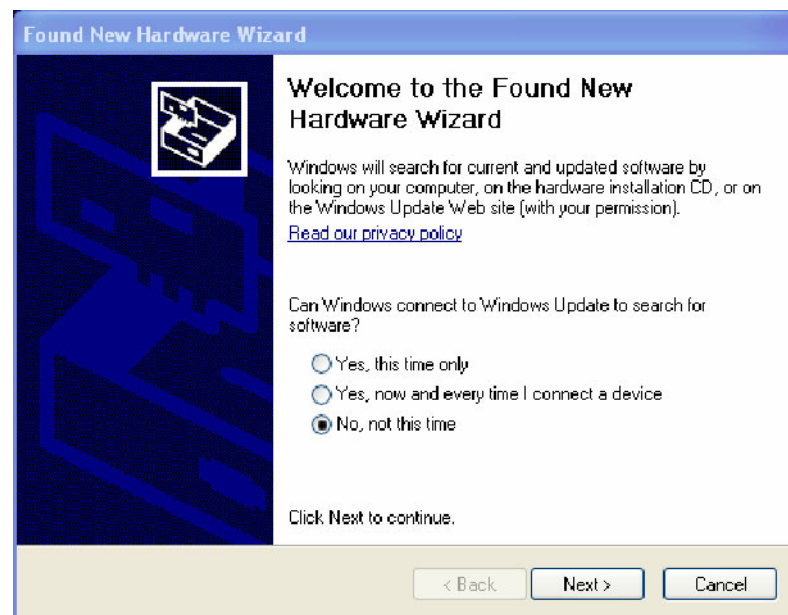 Found New Hardware Wizard
Welcome to the Found New
Hardware Wizard
Windows will search for current and updated software by
looking on your computer, on the hardware installation CD, or on
the Windows Update Web site (with your permission).
Read our privacy policy
Can Windows connect to Windows Update to search for
software?
Yes, this time only
Yes, now and every time I connect a device
No, not this time
Click Next to continue.
< Back Next > Cancel